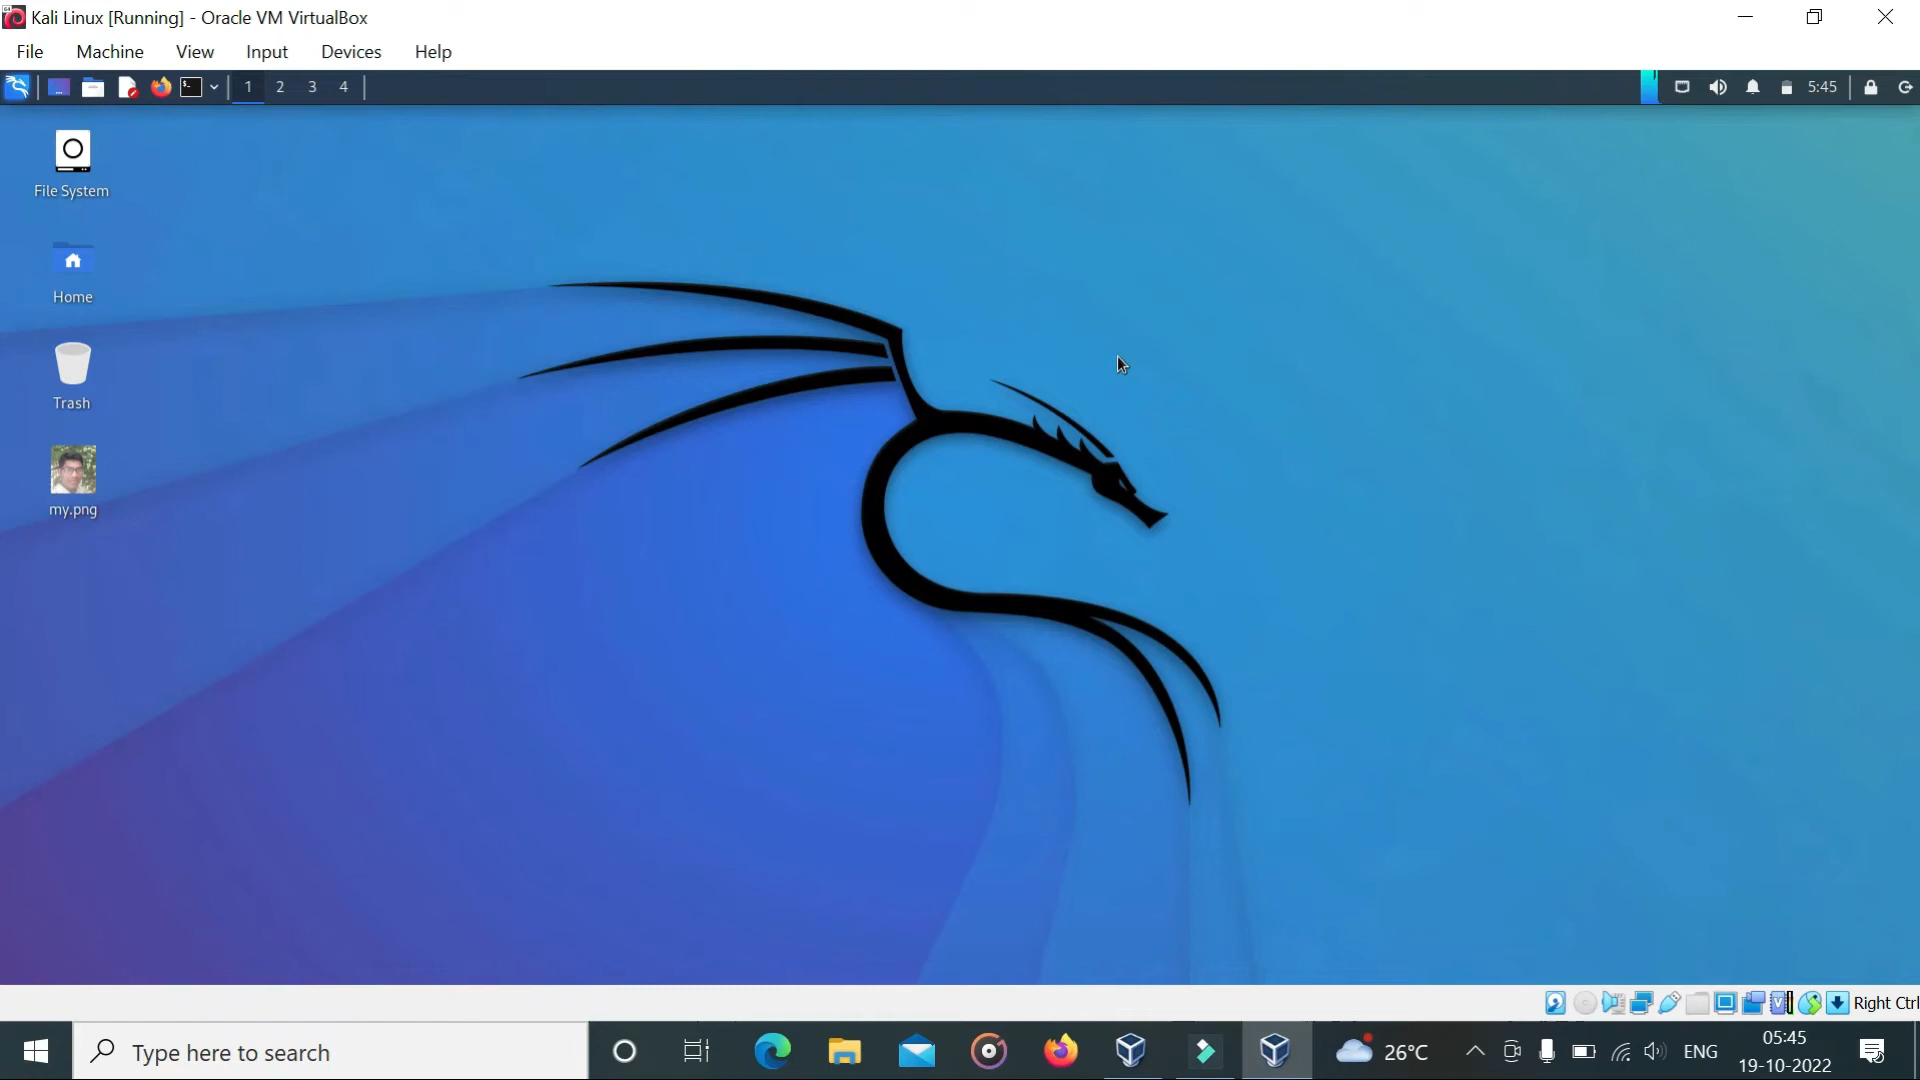 Kali Linux [Running] - Oracle VM VirtualBox
File Machine View Input Devices Help
1 2 3 4 5:45
File System
Home
Trash
my.png
Right Ctrl
Type here to search
26°C
ENG
05:45
19-10-2022